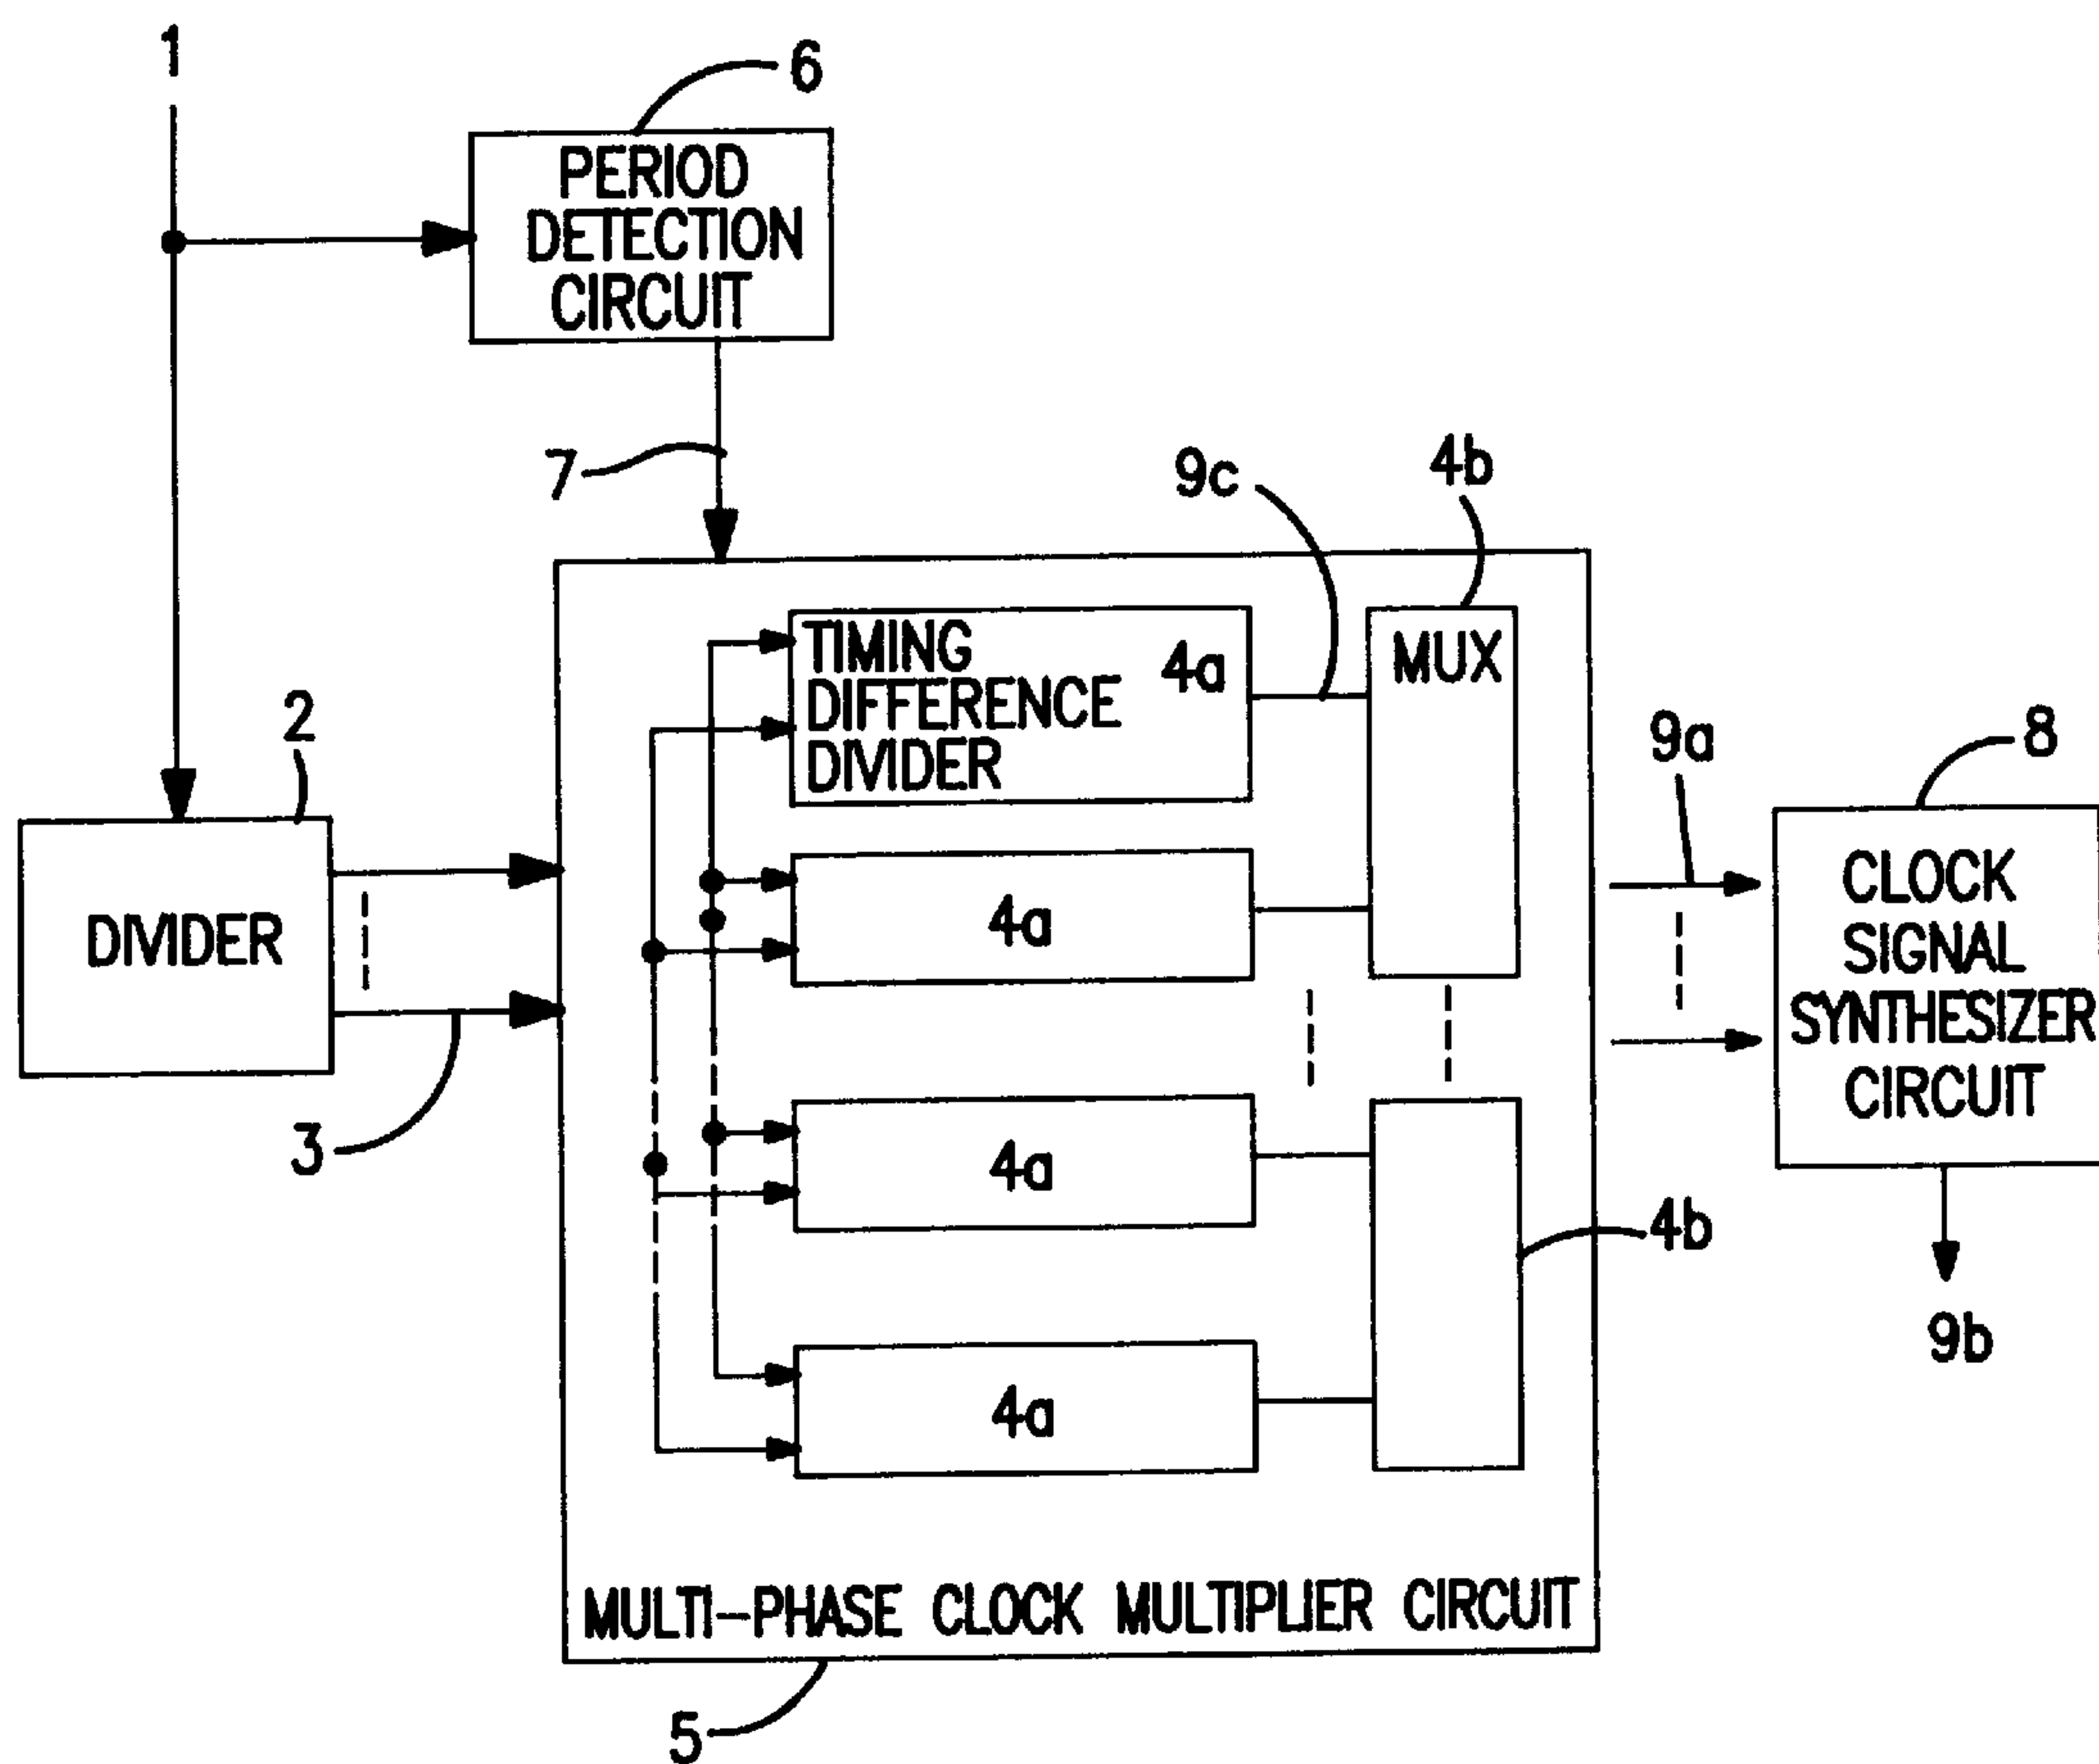 1
6
PERIOD
DETECTION
CIRCUIT
7
9c
4b
TIMING
DIFFERENCE
DIVIDER
4a
MUX
2
9a
8
DIVIDER
4a
CLOCK
SIGNAL
SYNTHESIZER
CIRCUIT
3
4a
4b
9b
4a
MULTI-PHASE CLOCK MULTIPLIER CIRCUIT
5